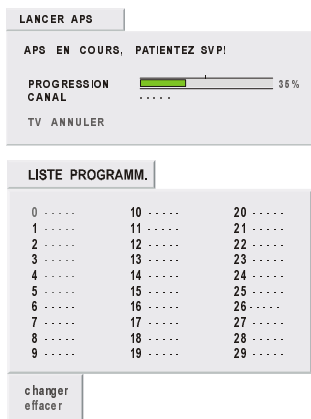 LANCER APS
APS EN COURS, PATIENTEZ SVP!
PROGRESSION 35%
CANAL - - - - -
TV ANNULER
LISTE PROGRAMM.
0 - - - - - 10 - - - - - 20 - - - - -
1 - - - - - 11 - - - - - 21 - - - - -
2 - - - - - 12 - - - - - 22 - - - - -
3 - - - - - 13 - - - - - 23 - - - - -
4 - - - - - 14 - - - - - 24 - - - - -
5 - - - - - 15 - - - - - 25 - - - - -
6 - - - - - 16 - - - - - 26 - - - - -
7 - - - - - 17 - - - - - 27 - - - - -
8 - - - - - 18 - - - - - 28 - - - - -
9 - - - - - 19 - - - - - 29 - - - - -
changer
effacer